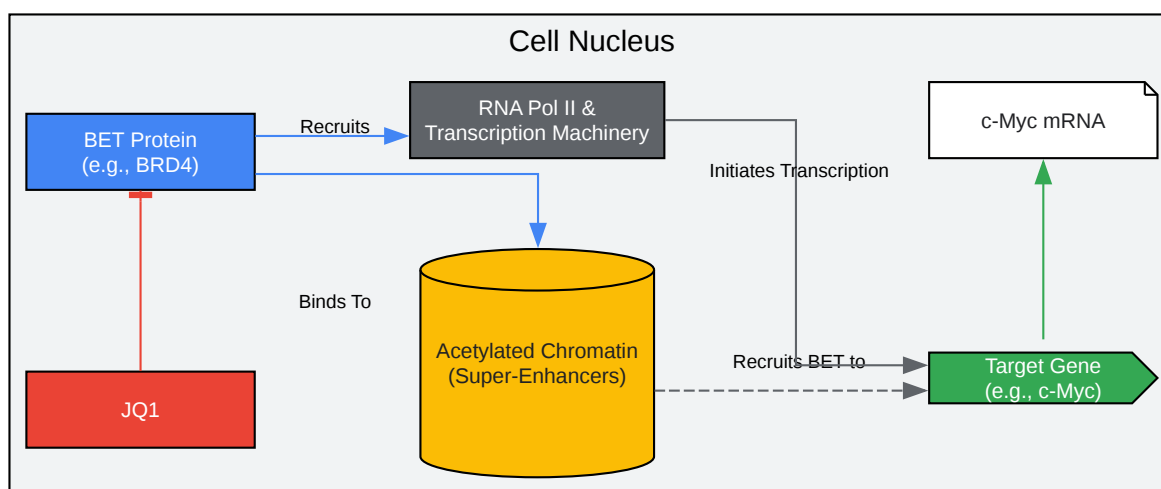 Cell Nucleus
BET Protein
(e.g., BRD4)
Recruits
RNA Pol II &
Transcription Machinery
c-Myc mRNA
Initiates Transcription
Binds To
Acetylated Chromatin
(Super-Enhancers)
Recruits BET to
Target Gene
(e.g., c-Myc)
JQ1